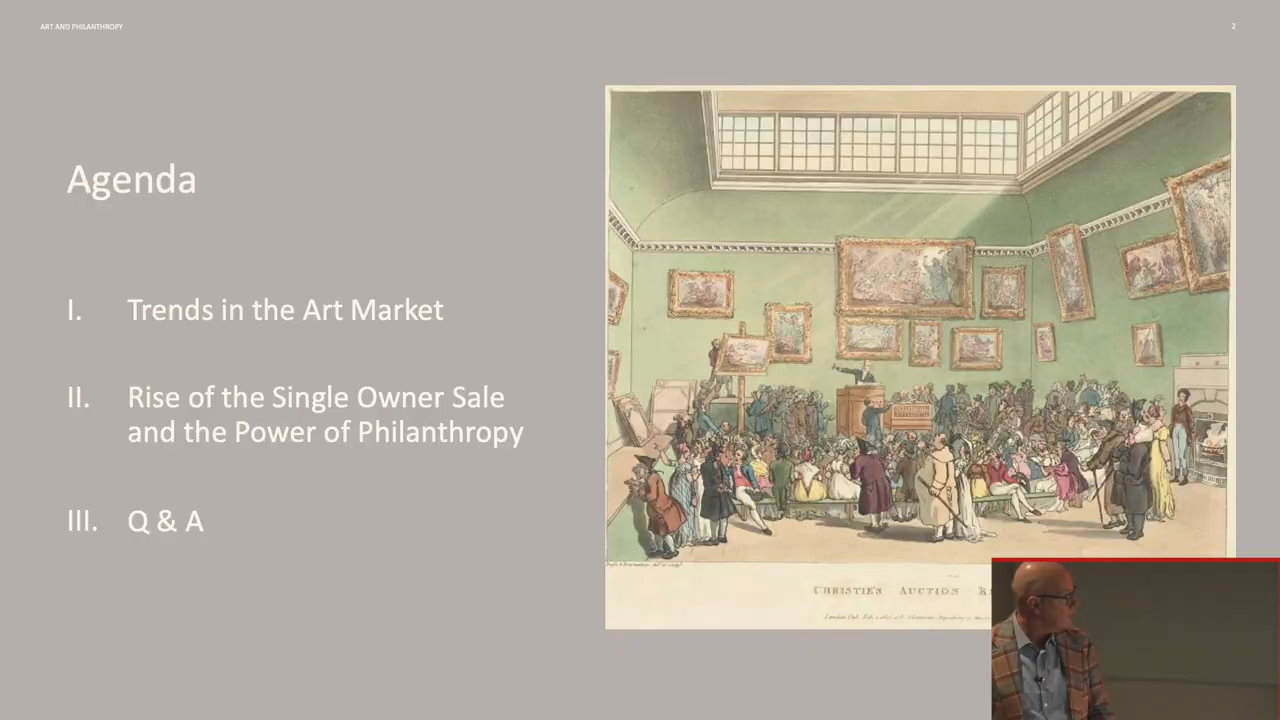 ART AND PHILANTHROPY
2
Agenda
I. Trends in the Art Market
II. Rise of the Single Owner Sale
and the Power of Philanthropy
III. Q & A
CHRISTIE'S AUCTION